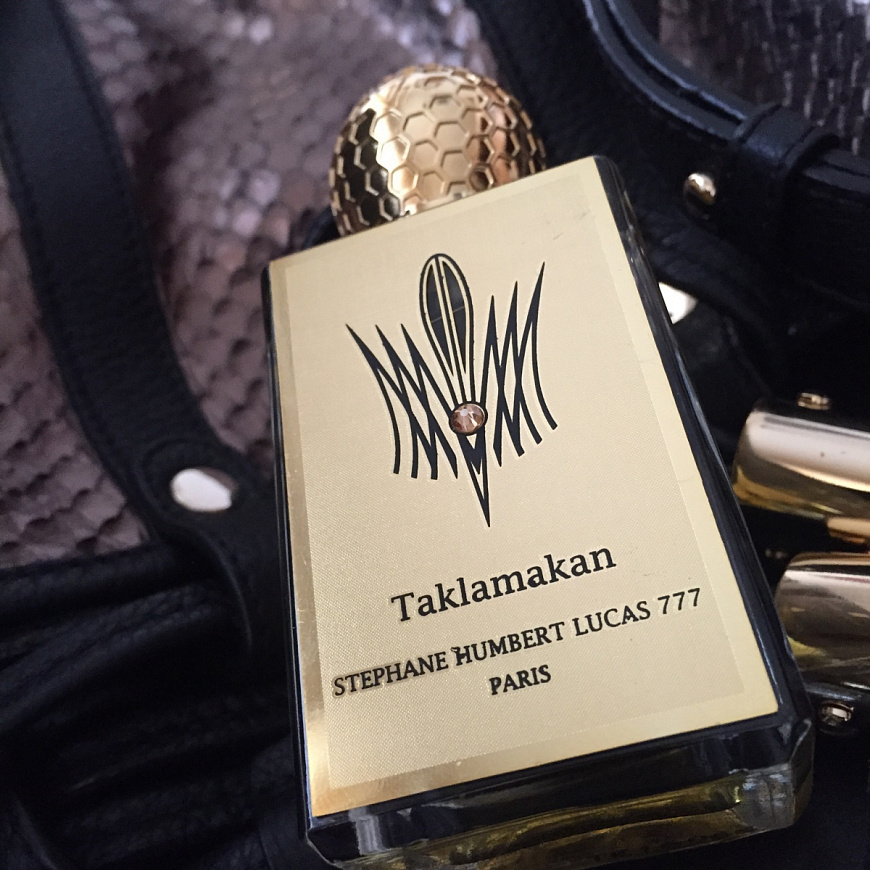 Taklamakan
STEPHANE HUMBERT LUCAS 777
PARIS